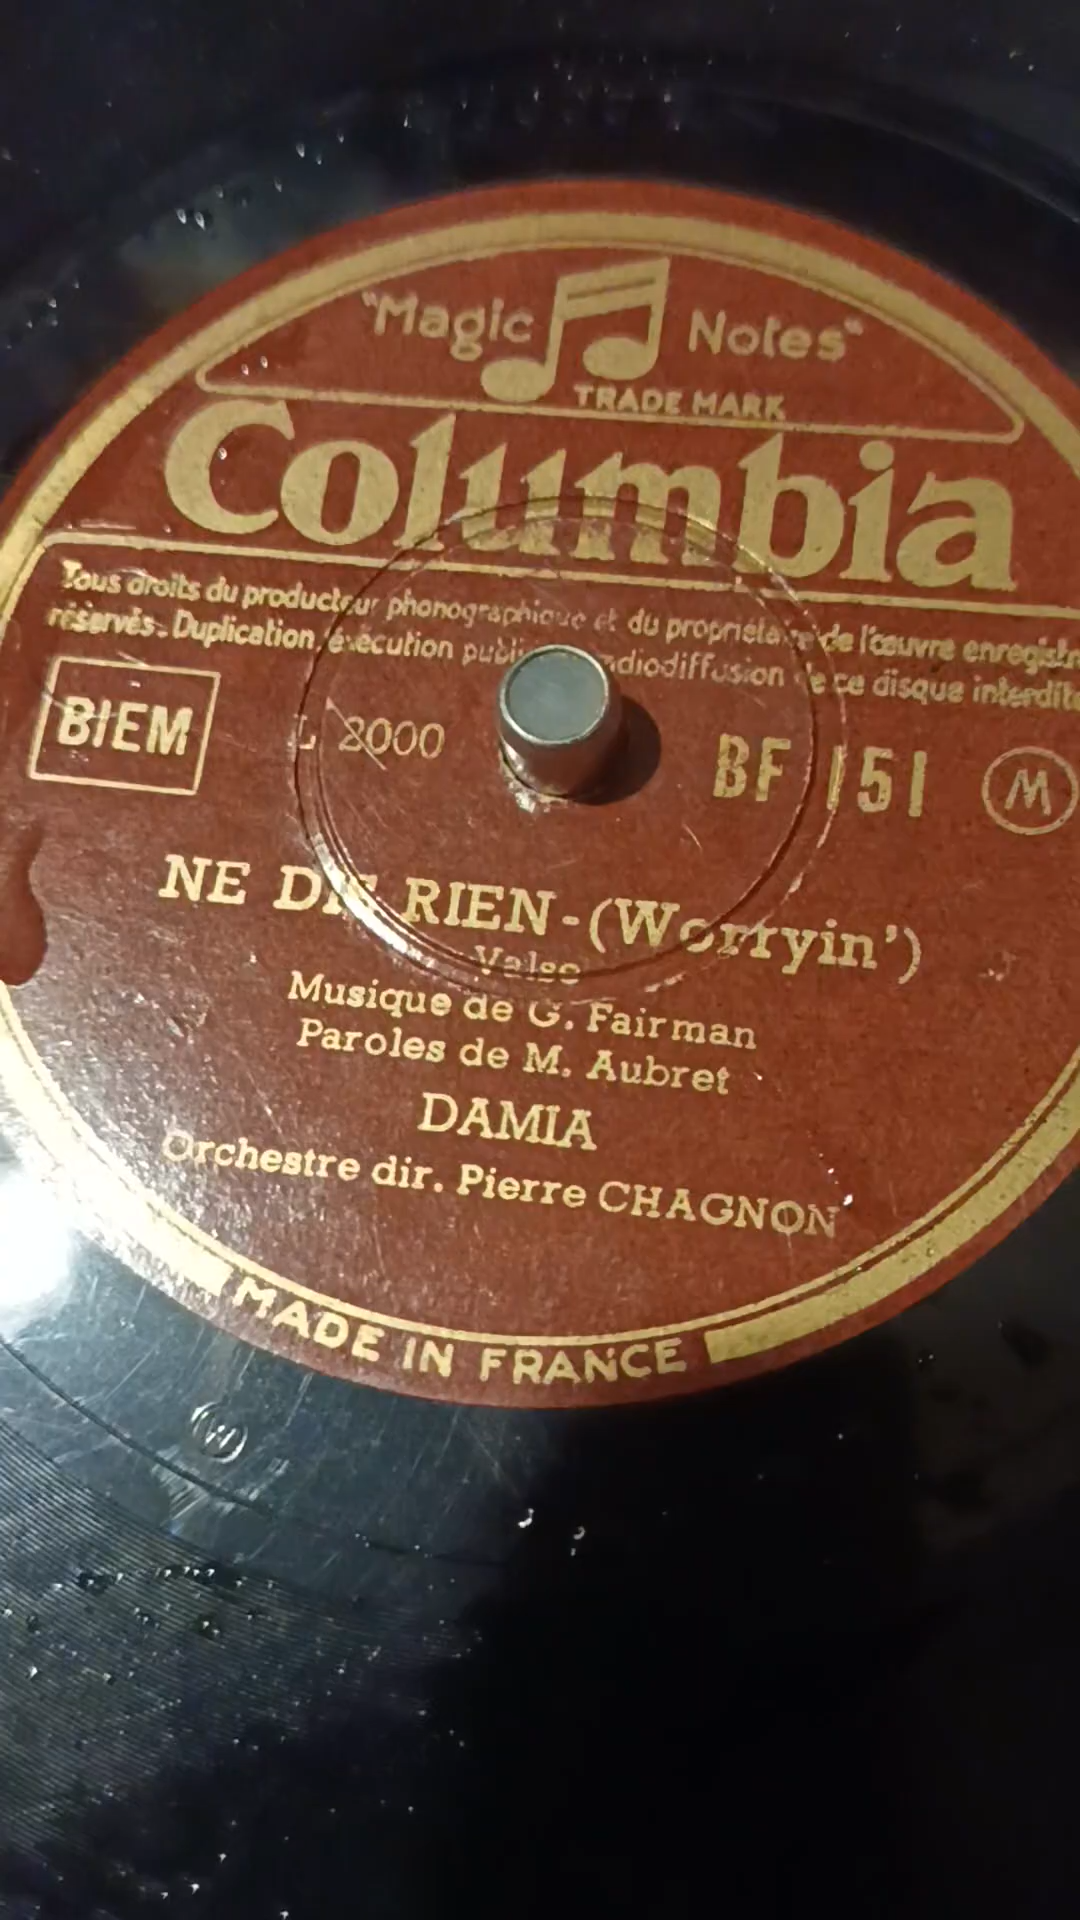 "Magic Notes"
TRADE MARK
Columbia
Tous droits du producteur phonographique et du propriétaire de l'œuvre enregistr
réservés. Duplication, exécution radiodiffusion de ce disque interdite
BIEM L 2000 BF 151 M
NE DIS RIEN - (Worryin')
Valse
Musique de G. Fairman
Paroles de M. Aubret
DAMIA
Orchestre dir. Pierre CHAGNON
MADE IN FRANCE